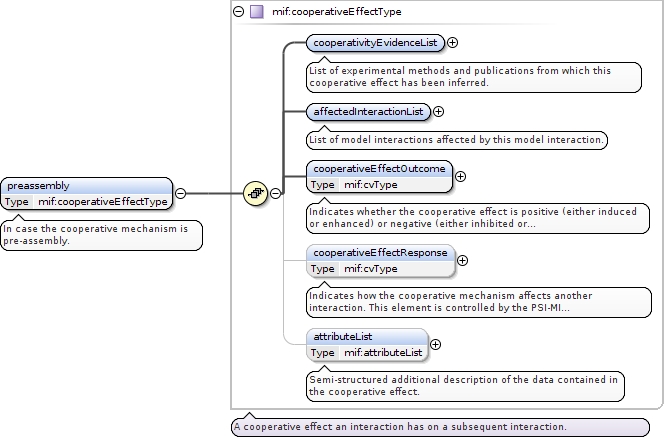 mif:cooperativeEffectType
cooperativityEvidenceList
List of experimental methods and publications from which this
cooperative effect has been inferred.
affectedInteractionList
List of model interactions affected by this model interaction.
cooperativeEffectOutcome
Type mif:cvType
Indicates whether the cooperative effect is positive (either induced
or enhanced) or negative (either inhibited or...
preassembly
Type mif:cooperativeEffectType
In case the cooperative mechanism is
pre-assembly.
cooperativeEffectResponse
Type mif:cvType
Indicates how the cooperative mechanism affects another
interaction. This element is controlled by the PSI-MI...
attributeList
Type mif:attributeList
Semi-structured additional description of the data contained in
the cooperative effect.
A cooperative effect an interaction has on a subsequent interaction.